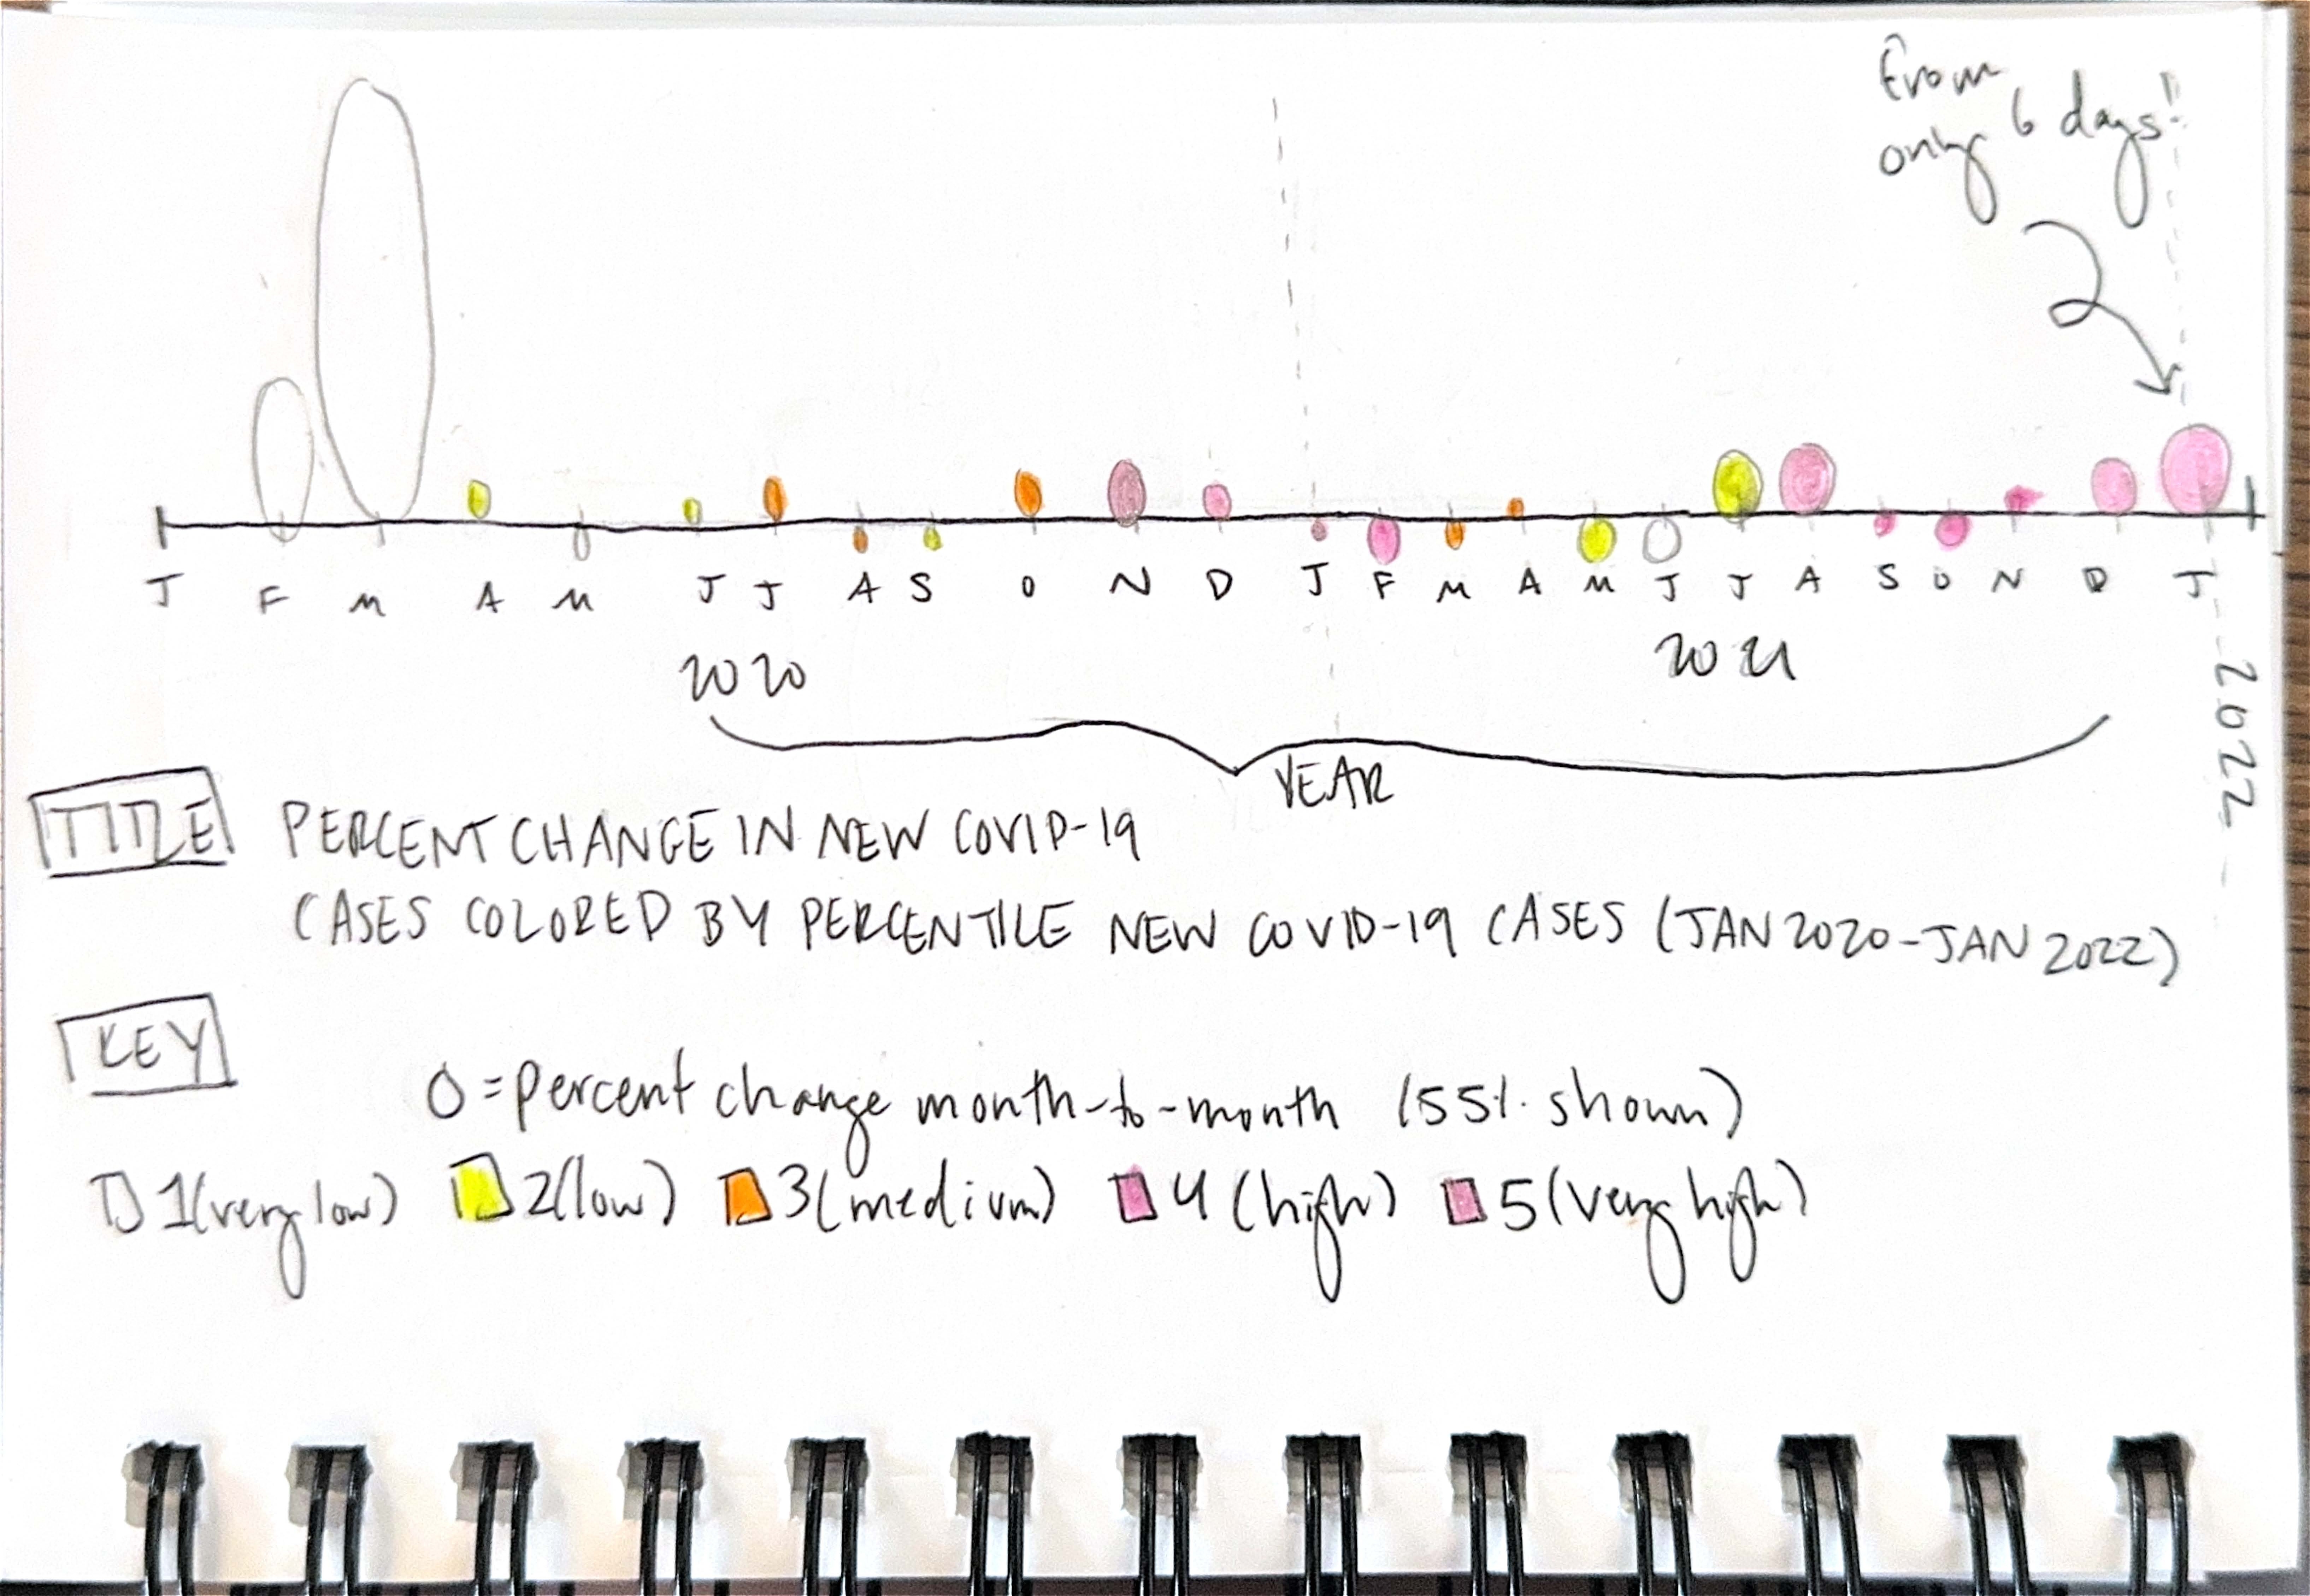 From
only 6 days!
J F M A M J J A S O N D J F M A M J J A S O N D J
2020 2021
2022
YEAR
TITLE PERCENT CHANGE IN NEW COVID-19
CASES COLORED BY PERCENTILE NEW COVID-19 CASES (JAN 2020-JAN 2022)
KEY
O = percent change month-to-month (55% shown)
1(very low) 2(low) 3(medium) 4(high) 5(very high)